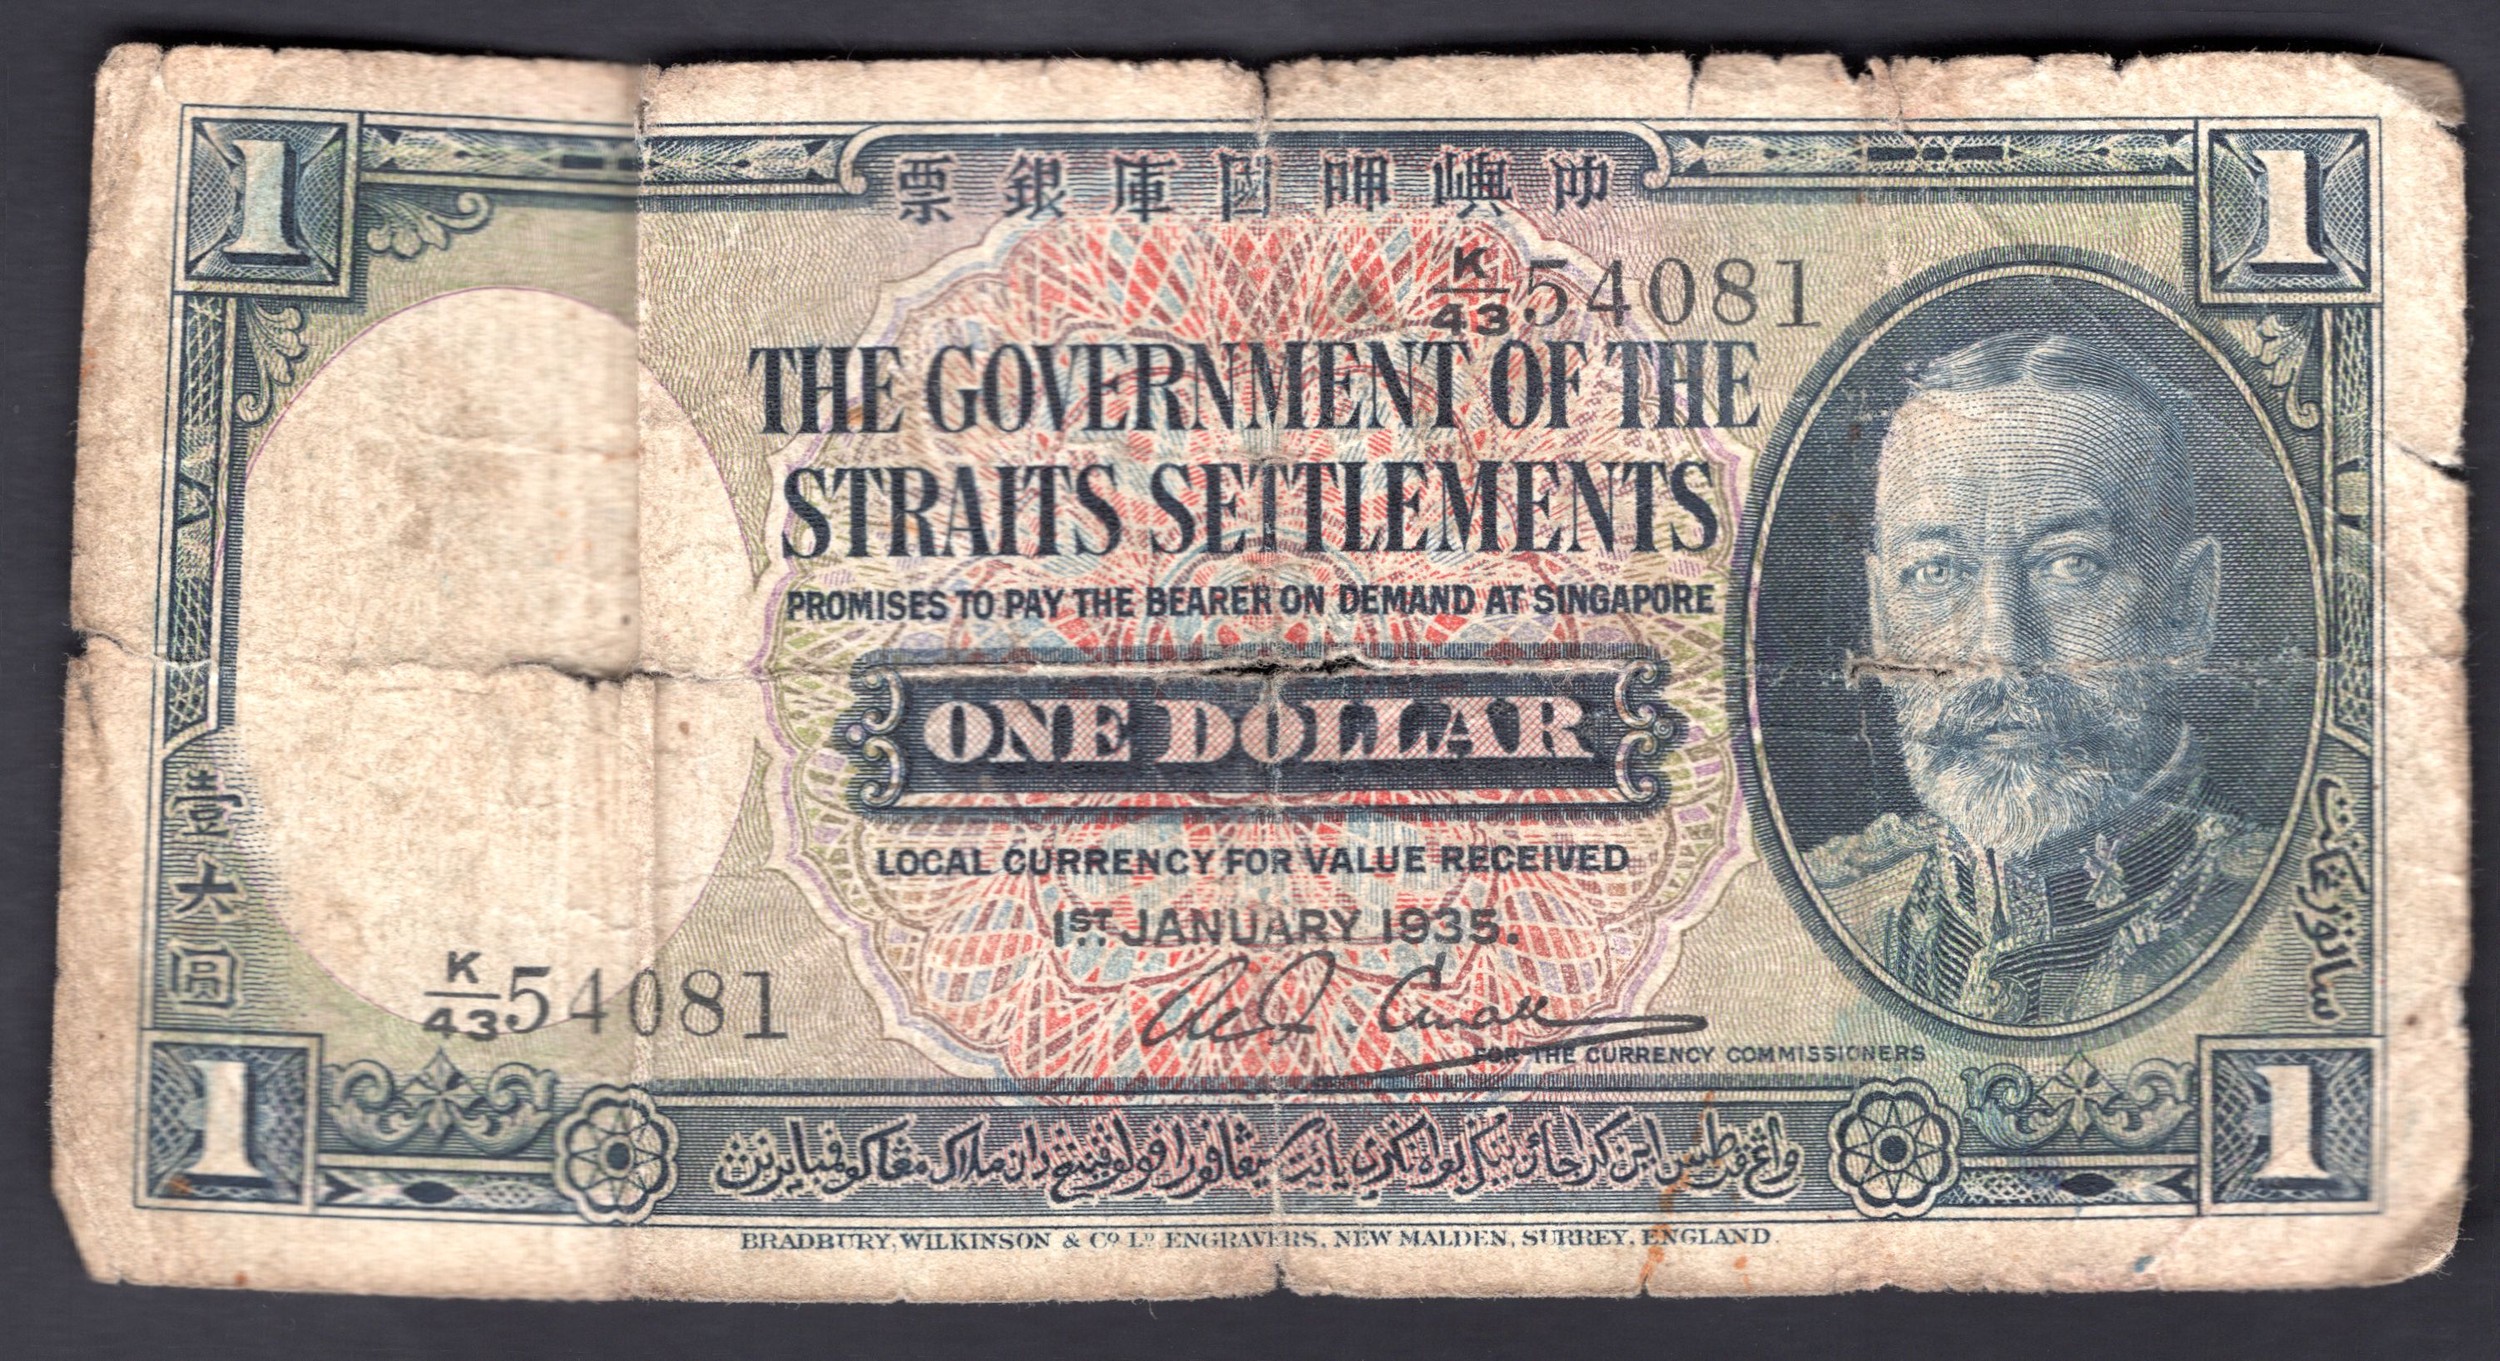 1
票銀庫國呷嶼叻
1
K/43 54081
THE GOVERNMENT OF THE
STRAITS SETTLEMENTS
PROMISES TO PAY THE BEARER ON DEMAND AT SINGAPORE
ONE DOLLAR
LOCAL CURRENCY FOR VALUE RECEIVED
1ST JANUARY 1935.
壹大圓
K/43 54081
FOR THE CURRENCY COMMISSIONERS
1
1
BRADBURY, WILKINSON & Co. Ld. ENGRAVERS, NEW MALDEN, SURREY, ENGLAND.